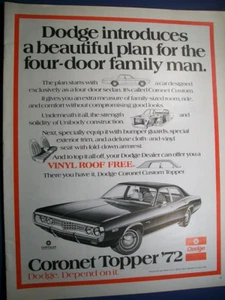 Dodge introduces
a beautiful plan for the
four-door family man.
The plan starts with
as car designed
exclusively as a four-door sedan. It's called Coronet Custom.
It gives you an extra measure of family-sized room, ride
and comfort without compromising good looks.
Underneath it all, the strength
and
solidity of Unibody construction.
Next, specially equip it with bumper guards, special
exterior trim, and a deluxe cloth-and-vinyl
seat with fold-down armrest.
And to top it all off, your Dodge Dealer can offer you a
VINYL ROOF FREE.
There you have it, Dodge Coronet Custom Topper.
Dodge
Coronet Topper '72
Dodge. Depend on it.